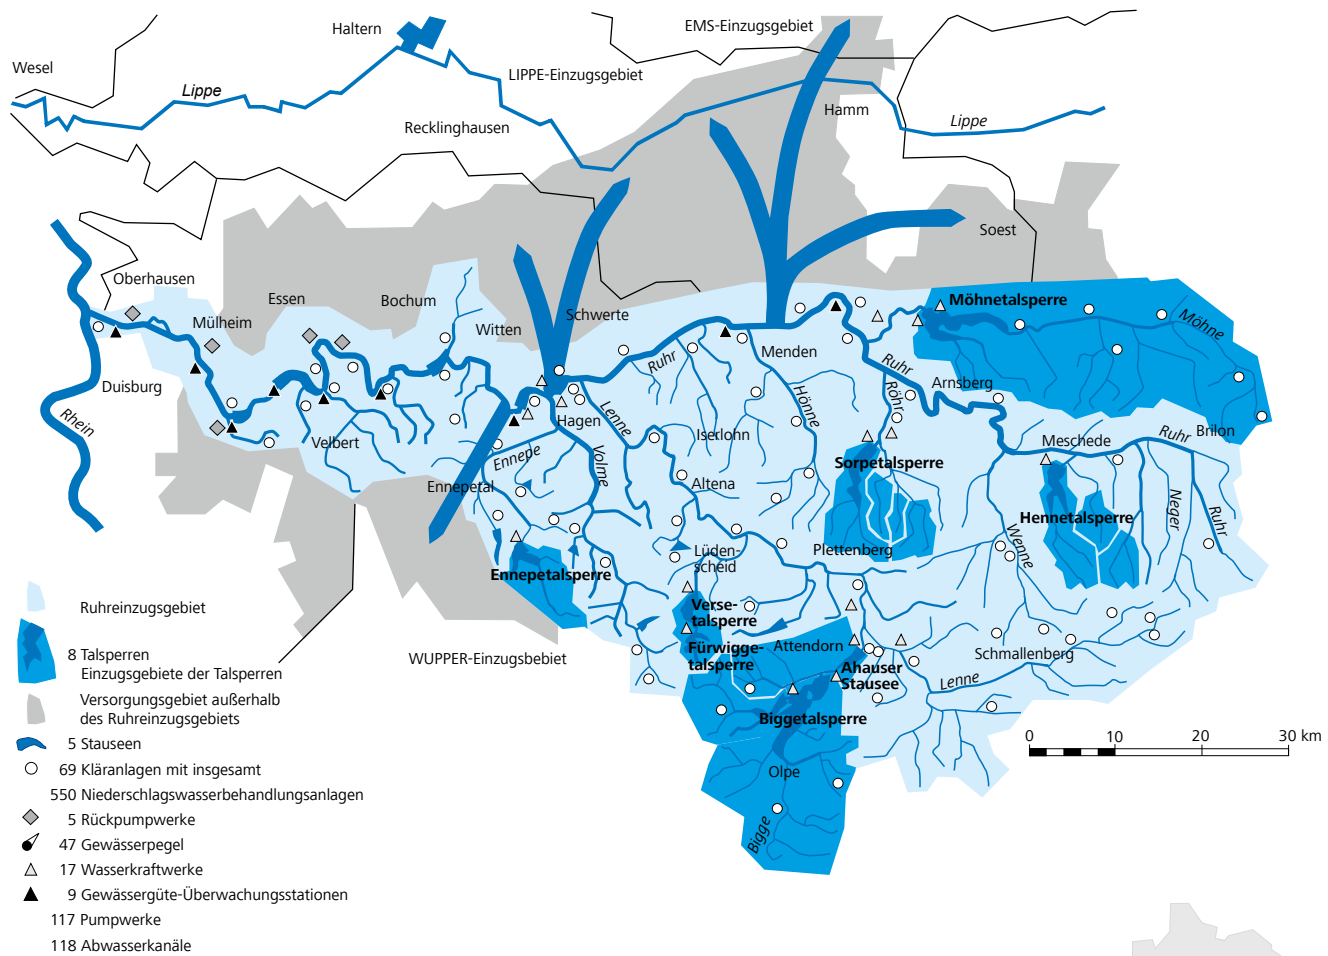 EMS-Einzugsgebiet
Haltern
Wesel
LIPPE-Einzugsgebiet
Lippe
Hamm
Lippe
Recklinghausen
Soest
Oberhausen
Essen
Bochum
Möhnetalsperre
Schwerte
Mülheim
Witten
Möhne
Menden
Ruhr
Ruhr
Duisburg
Arnsberg
Röhr
Hönne
Rhein
Lenne
Hagen
Iserlohn
Brilon
Velbert
Meschede
Ruhr
Ennepe
Volme
Sorpetalsperre
Ennepetal
Altena
Neger
Ruhr
Hennetalsperre
Wenne
Plettenberg
Lüden-
scheid
Ennepetalsperre
Verse-
talsperre
Fürwigge-
talsperre
Attendorn
Schmallenberg
WUPPER-Einzugsbebiet
Ahauser
Stausee
Lenne
Biggetalsperre
Olpe
Bigge
0 10 20 30 km
Ruhreinzugsgebiet
8 Talsperren
Einzugsgebiete der Talsperren
Versorgungsgebiet außerhalb
des Ruhreinzugsgebiets
5 Stauseen
69 Kläranlagen mit insgesamt
550 Niederschlagswasserbehandlungsanlagen
5 Rückpumpwerke
47 Gewässerpegel
17 Wasserkraftwerke
9 Gewässergüte-Überwachungsstationen
117 Pumpwerke
118 Abwasserkanäle